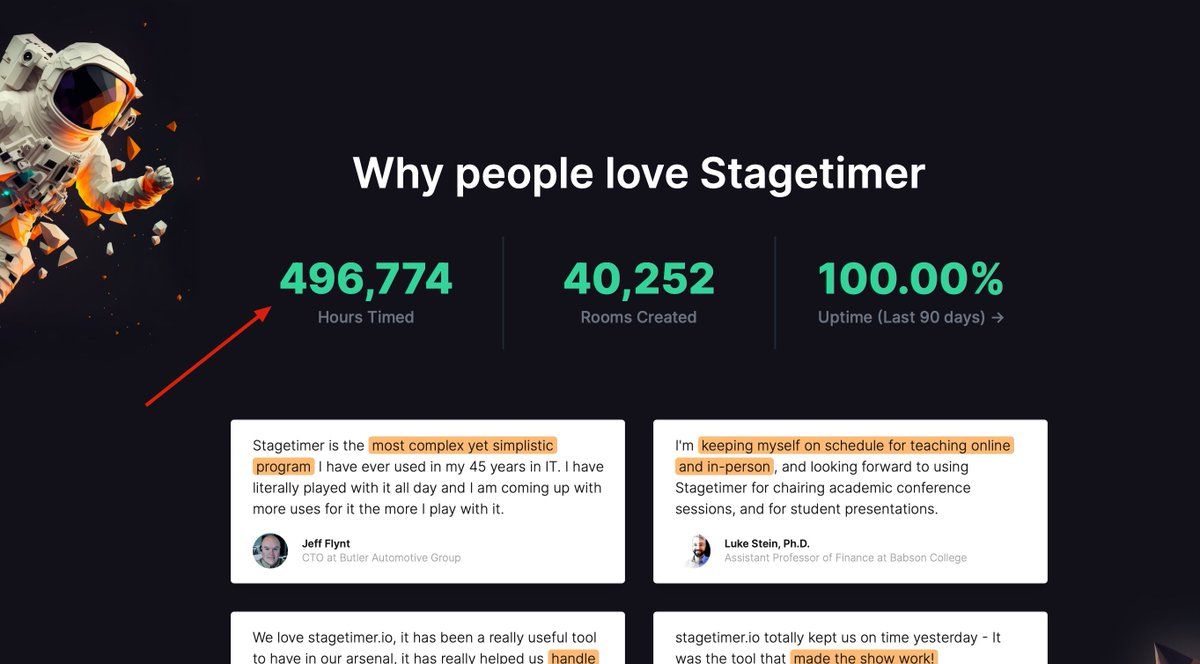 Why people love Stagetimer
496,774
Hours Timed
40,252
Rooms Created
100.00%
Uptime (Last 90 days) →
Stagetimer is the most complex yet simplistic
program I have ever used in my 45 years in IT. I have
literally played with it all day and I am coming up with
more uses for it the more I play with it.
Jeff Flynt
CTO at Butler Automotive Group
I'm keeping myself on schedule for teaching online
and in-person, and looking forward to using
Stagetimer for chairing academic conference
sessions, and for student presentations.
Luke Stein, Ph.D.
Assistant Professor of Finance at Babson College
We love stagetimer.io, it has been a really useful tool
to have in our arsenal, it has really helped us handle
stagetimer.io totally kept us on time yesterday - It
was the tool that made the show work!